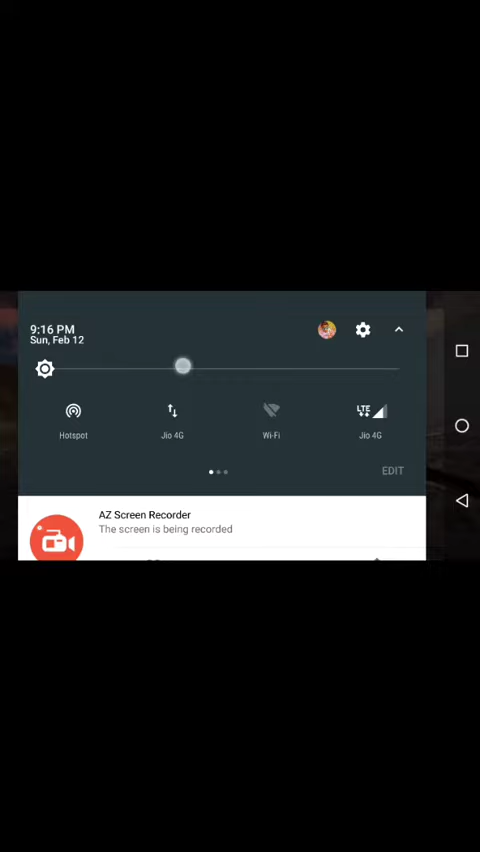 9:16 PM
Sun, Feb 12
Hotspot
Jio 4G
Wi-Fi
LTE
Jio 4G
EDIT
AZ Screen Recorder
The screen is being recorded